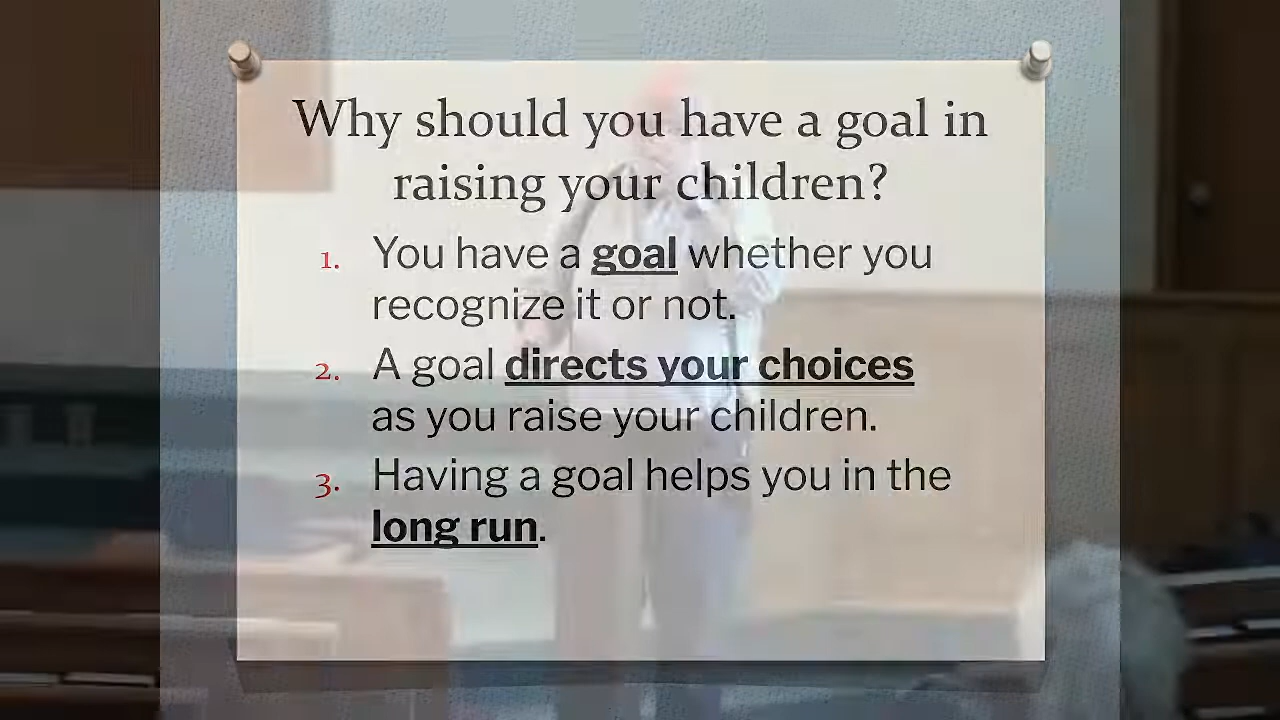 Why should you have a goal in
raising your children?
1. You have a goal whether you
recognize it or not.
2. A goal directs your choices
as you raise your children.
3. Having a goal helps you in the
long run.